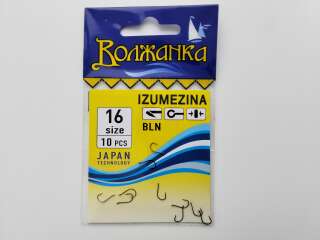 Волжанка
IZUMEZINA
16
size
10 PCS
BLN
JAPAN
TECHNOLOGY